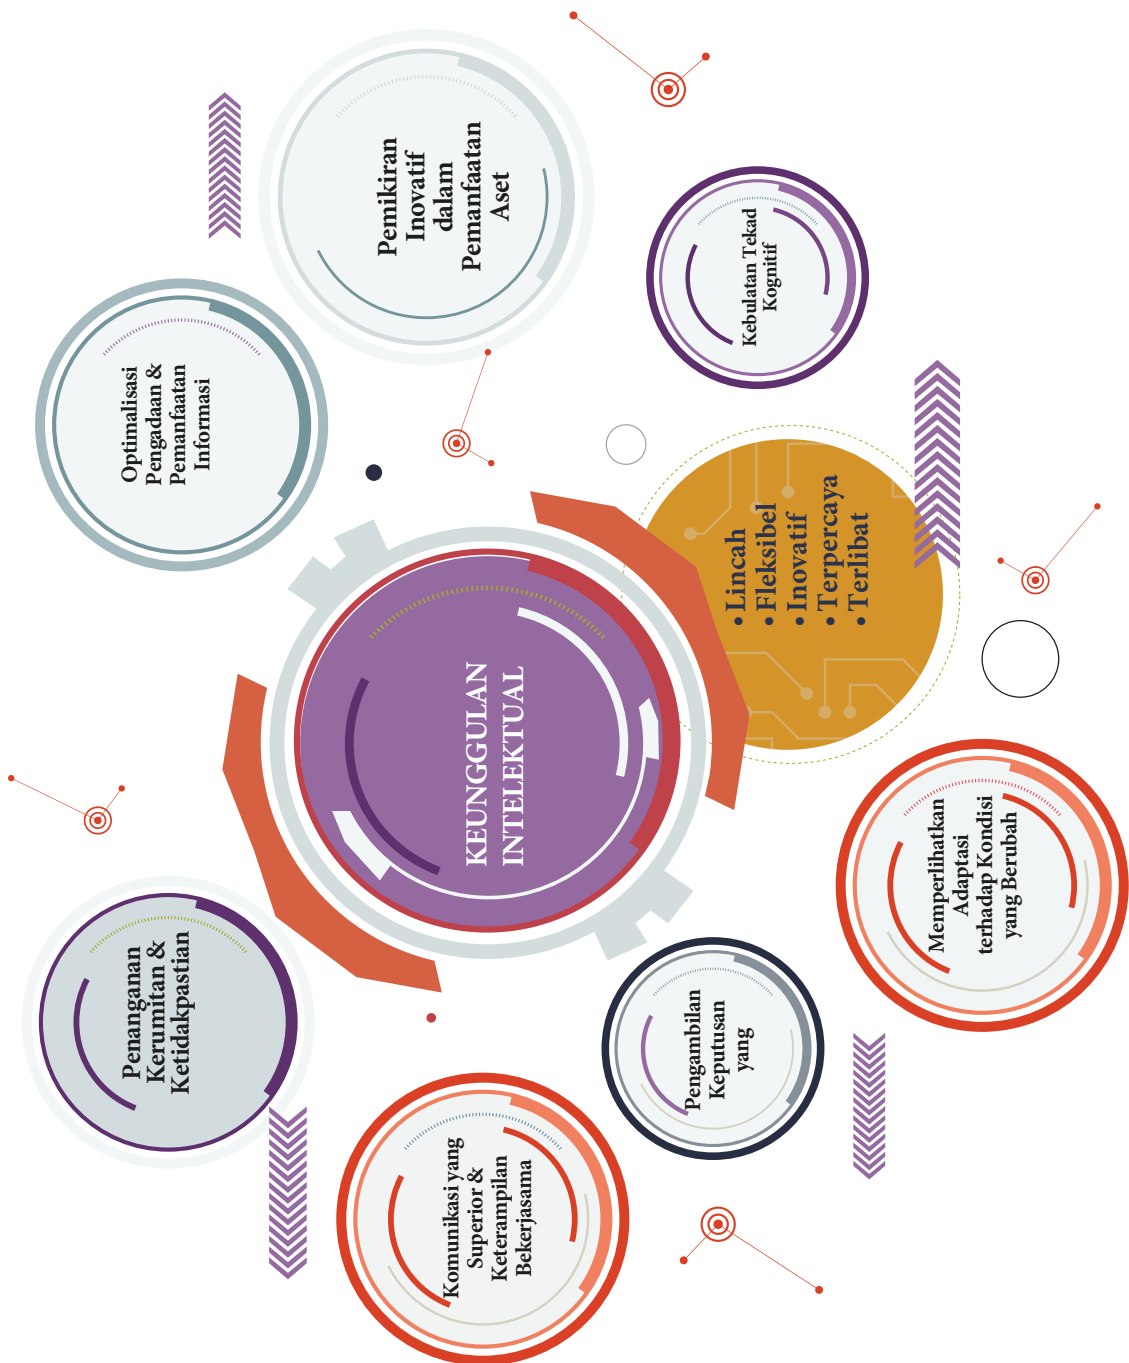 Penanganan
Kerumitan &
Ketidakpastian
Optimalisasi
Pengadaan &
Pemanfaatan
Informasi
Pemikiran
Inovatif
dalam
Pemanfaatan
Aset
Komunikasi yang
Superior &
Keterampilan
Bekerjasama
KEUNGGULAN
INTELEKTUAL
Pengambilan
Keputusan
yang
• Lincah
• Fleksibel
• Inovatif
• Terpercaya
• Terlibat
Kebulatan Tekad
Kognitif
Memperlihatkan
Adaptasi
terhadap Kondisi
yang Berubah